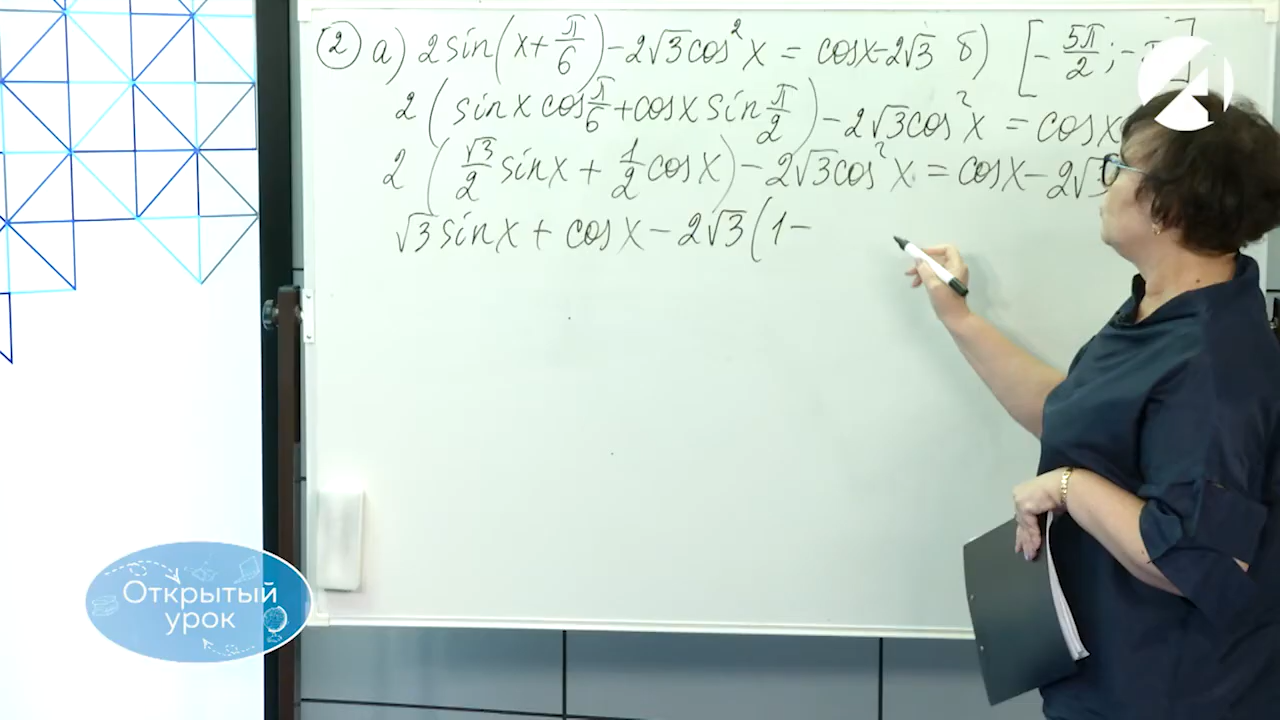 ② а) 2sin(x+π/6)-2√3cos²x = cosx-2√3 б) [-5π/2; -π
2(sinx cosπ/6+cosx sinπ/2)-2√3cos²x = cosx
2(√3/2 sinx + 1/2 cosx)-2√3cos²x = cosx-2√3
√3sinx + cosx - 2√3(1-
Открытый
урок